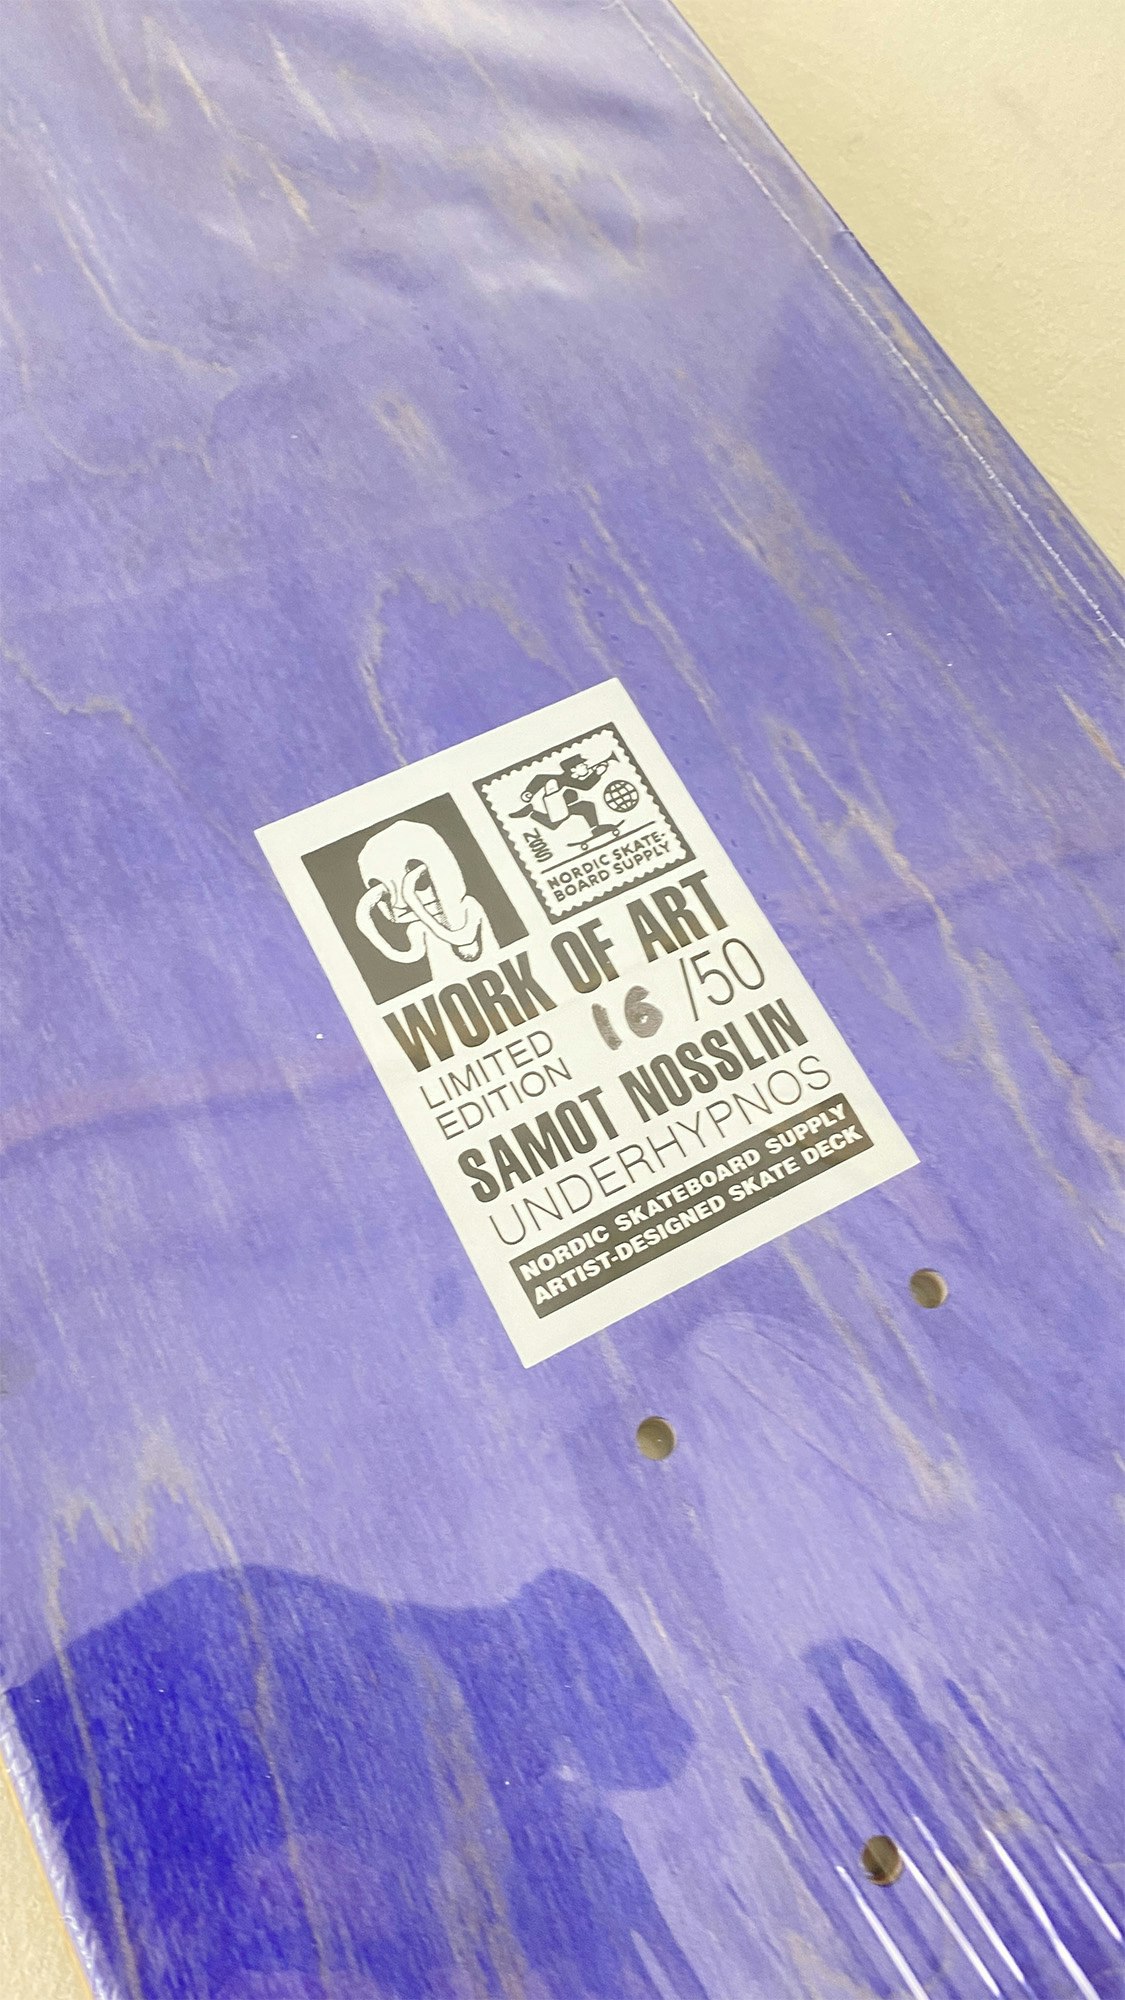 NSS
NORDIC SKATE-
BOARD SUPPLY
WORK OF ART
LIMITED
EDITION
16 /50
SAMOT NOSSLIN
UNDERHYPNOS
NORDIC SKATEBOARD SUPPLY
ARTIST-DESIGNED SKATE DECK